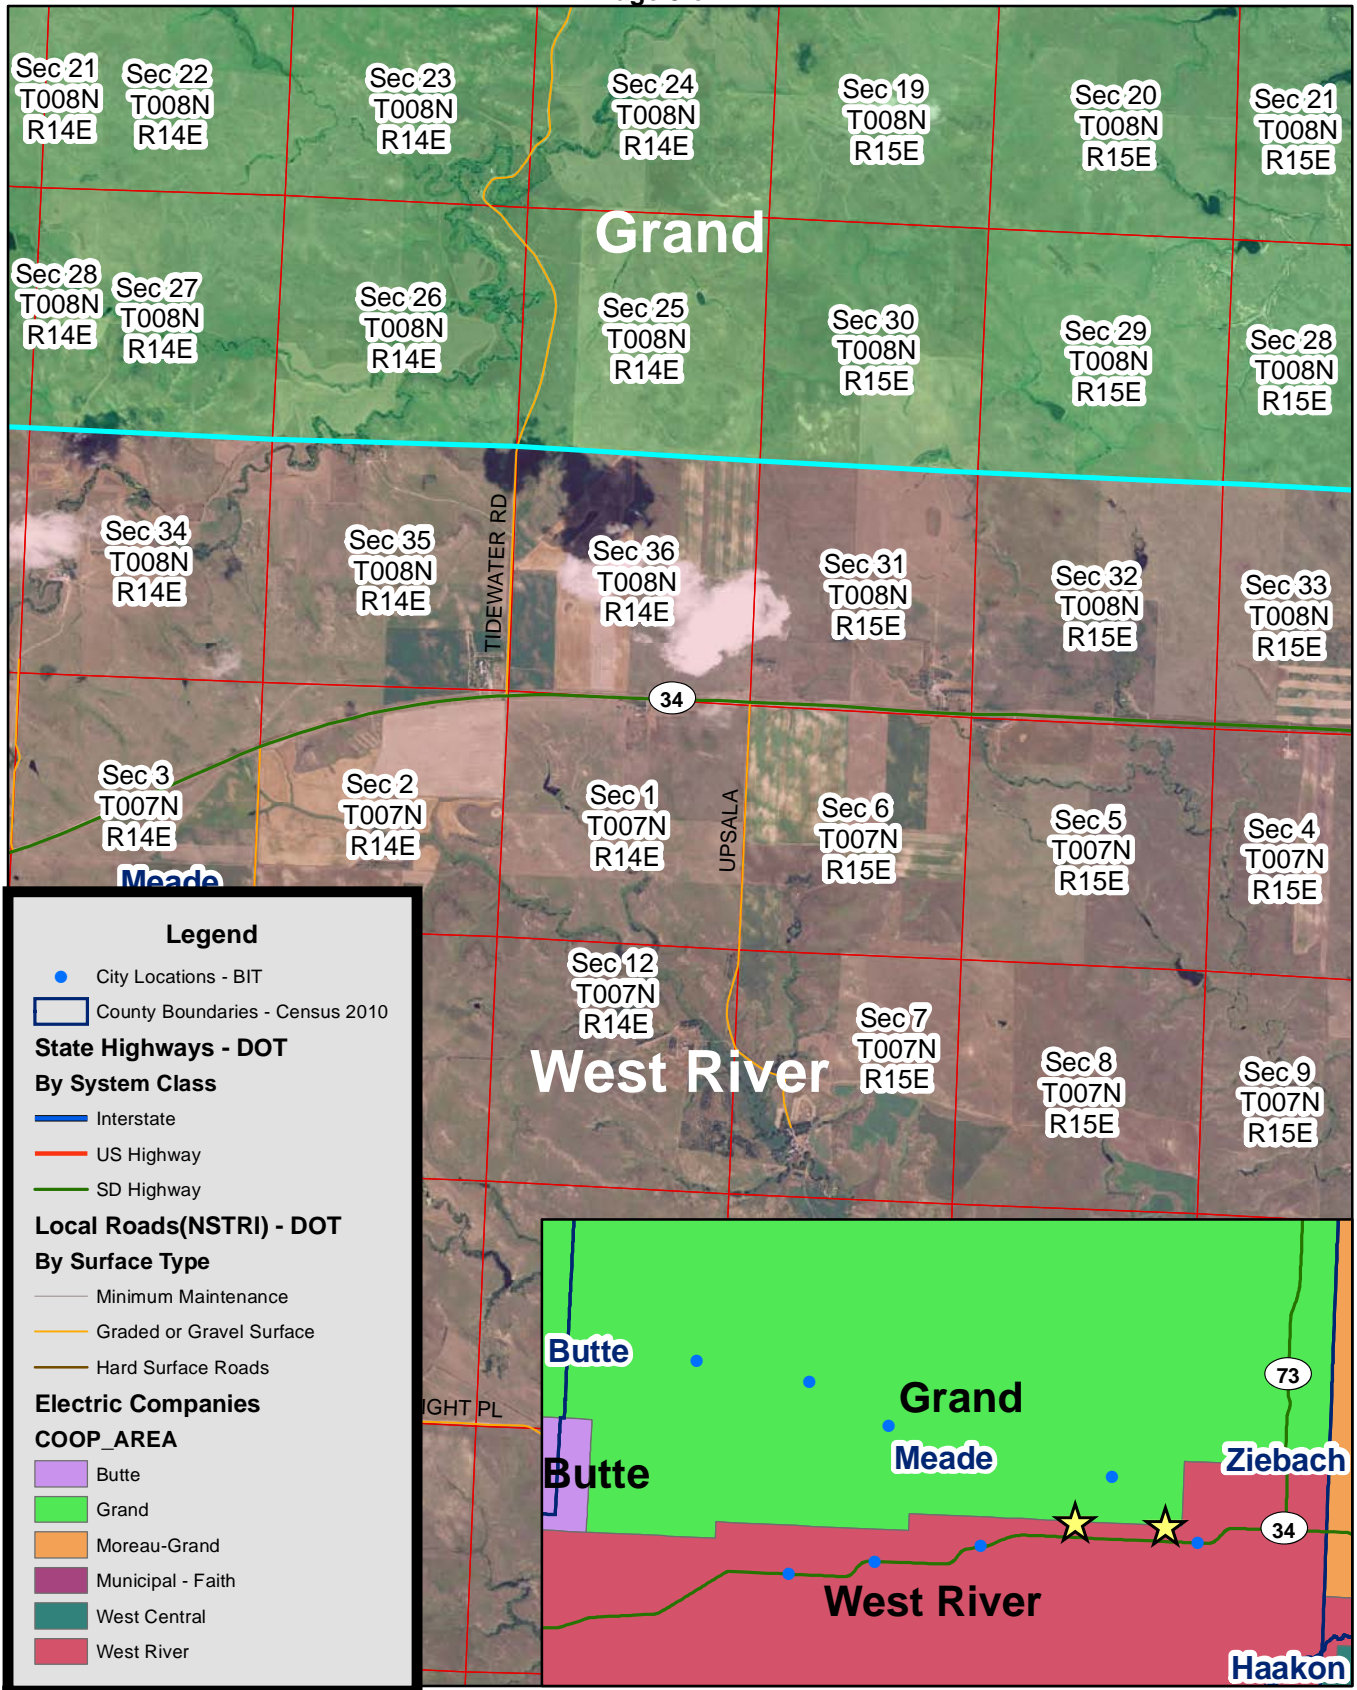 Sec 21
T008N
R14E
Sec 22
T008N
R14E
Sec 23
T008N
R14E
Sec 24
T008N
R14E
Sec 19
T008N
R15E
Sec 20
T008N
R15E
Sec 21
T008N
R15E
Grand
Sec 28
T008N
R14E
Sec 27
T008N
R14E
Sec 26
T008N
R14E
Sec 25
T008N
R14E
Sec 30
T008N
R15E
Sec 29
T008N
R15E
Sec 28
T008N
R15E
TIDEWATER RD
Sec 34
T008N
R14E
Sec 35
T008N
R14E
Sec 36
T008N
R14E
Sec 31
T008N
R15E
Sec 32
T008N
R15E
Sec 33
T008N
R15E
34
Sec 3
T007N
R14E
Sec 2
T007N
R14E
Sec 1
T007N
R14E
UPSALA
Sec 6
T007N
R15E
Sec 5
T007N
R15E
Sec 4
T007N
R15E
Meade
Sec 12
T007N
R14E
Sec 7
T007N
R15E
Sec 8
T007N
R15E
Sec 9
T007N
R15E
West River
IGHT PL
Legend
City Locations - BIT
County Boundaries - Census 2010
State Highways - DOT
By System Class
Interstate
US Highway
SD Highway
Local Roads(NSTRI) - DOT
By Surface Type
Minimum Maintenance
Graded or Gravel Surface
Hard Surface Roads
Electric Companies
COOP_AREA
Butte
Grand
Moreau-Grand
Municipal - Faith
West Central
West River
Butte
73
Grand
Meade
Ziebach
Butte
34
West River
Haakon